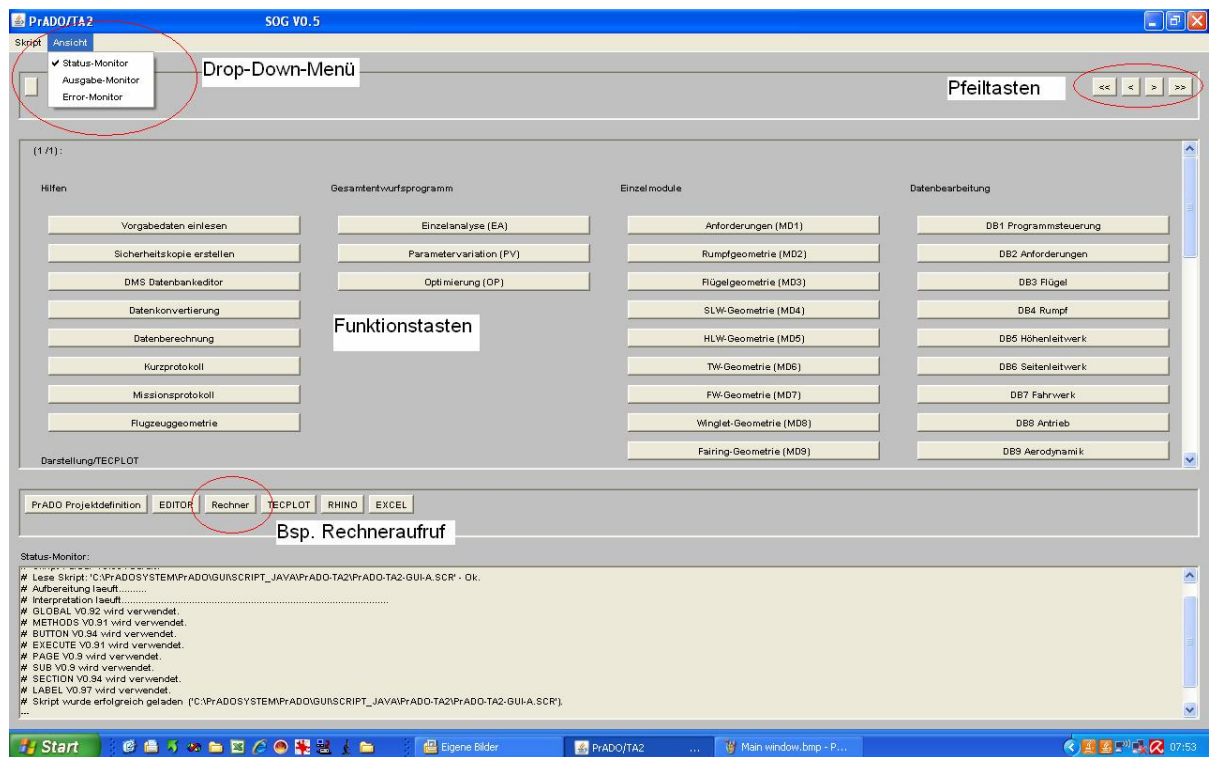 PrADO/TA2 SOG V0.5
Skript Ansicht
Status-Monitor
Ausgabe-Monitor
Error-Monitor
Drop-Down-Menü
Pfeiltasten
<< < > >>
(1 /1) :
Hilfen Gesamtentwurfsprogramm Einzelmodule Datenbearbeitung
Vorgabedaten einlesen Einzelanalyse (EA) Anforderungen (MD1) DB1 Programmsteuerung
Sicherheitskopie erstellen Parametervariation (PV) Rumpfgeometrie (MD2) DB2 Anforderungen
DMS Datenbankeditor Optimierung (OP) Flügelgeometrie (MD3) DB3 Flügel
Datenkonvertierung SLW-Geometrie (MD4) DB4 Rumpf
Funktionstasten
Datenberechnung HLW-Geometrie (MD5) DB5 Höhenleitwerk
Kurzprotokoll TW-Geometrie (MD6) DB6 Seitenleitwerk
Missionsprotokoll FW-Geometrie (MD7) DB7 Fahrwerk
Flugzeuggeometrie Winglet-Geometrie (MD8) DB8 Antrieb
Fairing-Geometrie (MD9) DB9 Aerodynamik
Darstellung/TECPLOT
PrADO Projektdefinition EDITOR Rechner TECPLOT RHINO EXCEL
Bsp. Rechneraufruf
Status-Monitor:
# Lese Skript: 'C:\PrADOSYSTEM\PrADO\GUI\SCRIPT_JAVA\PrADO-TA2\PrADO-TA2-GUI-A.SCR' - Ok.
# Aufbereitung laeuft.........
# Interpretation laeuft..........................................................................................
# GLOBAL V0.92 wird verwendet.
# METHODS V0.91 wird verwendet.
# BUTTON V0.94 wird verwendet.
# EXECUTE V0.91 wird verwendet.
# PAGE V0.9 wird verwendet.
# SUB V0.9 wird verwendet.
# SECTION V0.94 wird verwendet.
# LABEL V0.97 wird verwendet.
# Skript wurde erfolgreich geladen ('C:\PrADOSYSTEM\PrADO\GUI\SCRIPT_JAVA\PrADO-TA2\PrADO-TA2-GUI-A.SCR').
...
Start Eigene Bilder PrADO/TA2 ... Main window.bmp - P... 07:53